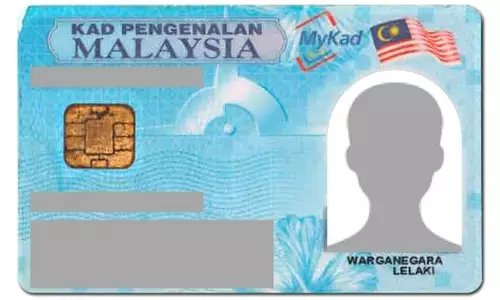 KAD PENGENALAN
MALAYSIA
MyKad
WARGANEGARA
LELAKI